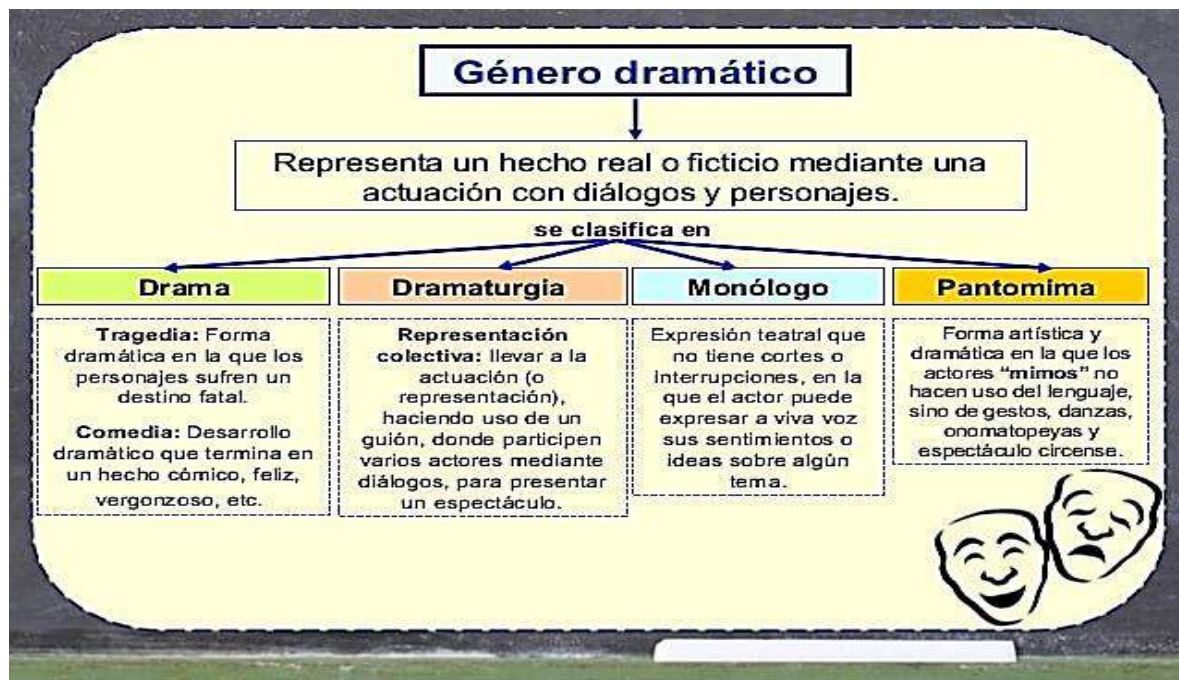 Género dramático
Representa un hecho real o ficticio mediante una
actuación con diálogos y personajes.
se clasifica en
Drama
Tragedia: Forma
dramática en la que los
personajes sufren un
destino fatal.
Comedia: Desarrollo
dramático que termina en
un hecho cómico, feliz,
vergonzoso, etc.
Dramaturgia
Representación
colectiva: llevar a la
actuación (o
representación),
haciendo uso de un
guión, donde participen
varios actores mediante
diálogos, para presentar
un espectáculo.
Monólogo
Expresión teatral que
no tiene cortes o
interrupciones, en la
que el actor puede
expresar a viva voz
sus sentimientos o
ideas sobre algún
tema.
Pantomima
Forma artística y
dramática en la que los
actores “mimos” no
hacen uso del lenguaje,
sino de gestos, danzas,
onomatopeyas y
espectáculo circense.